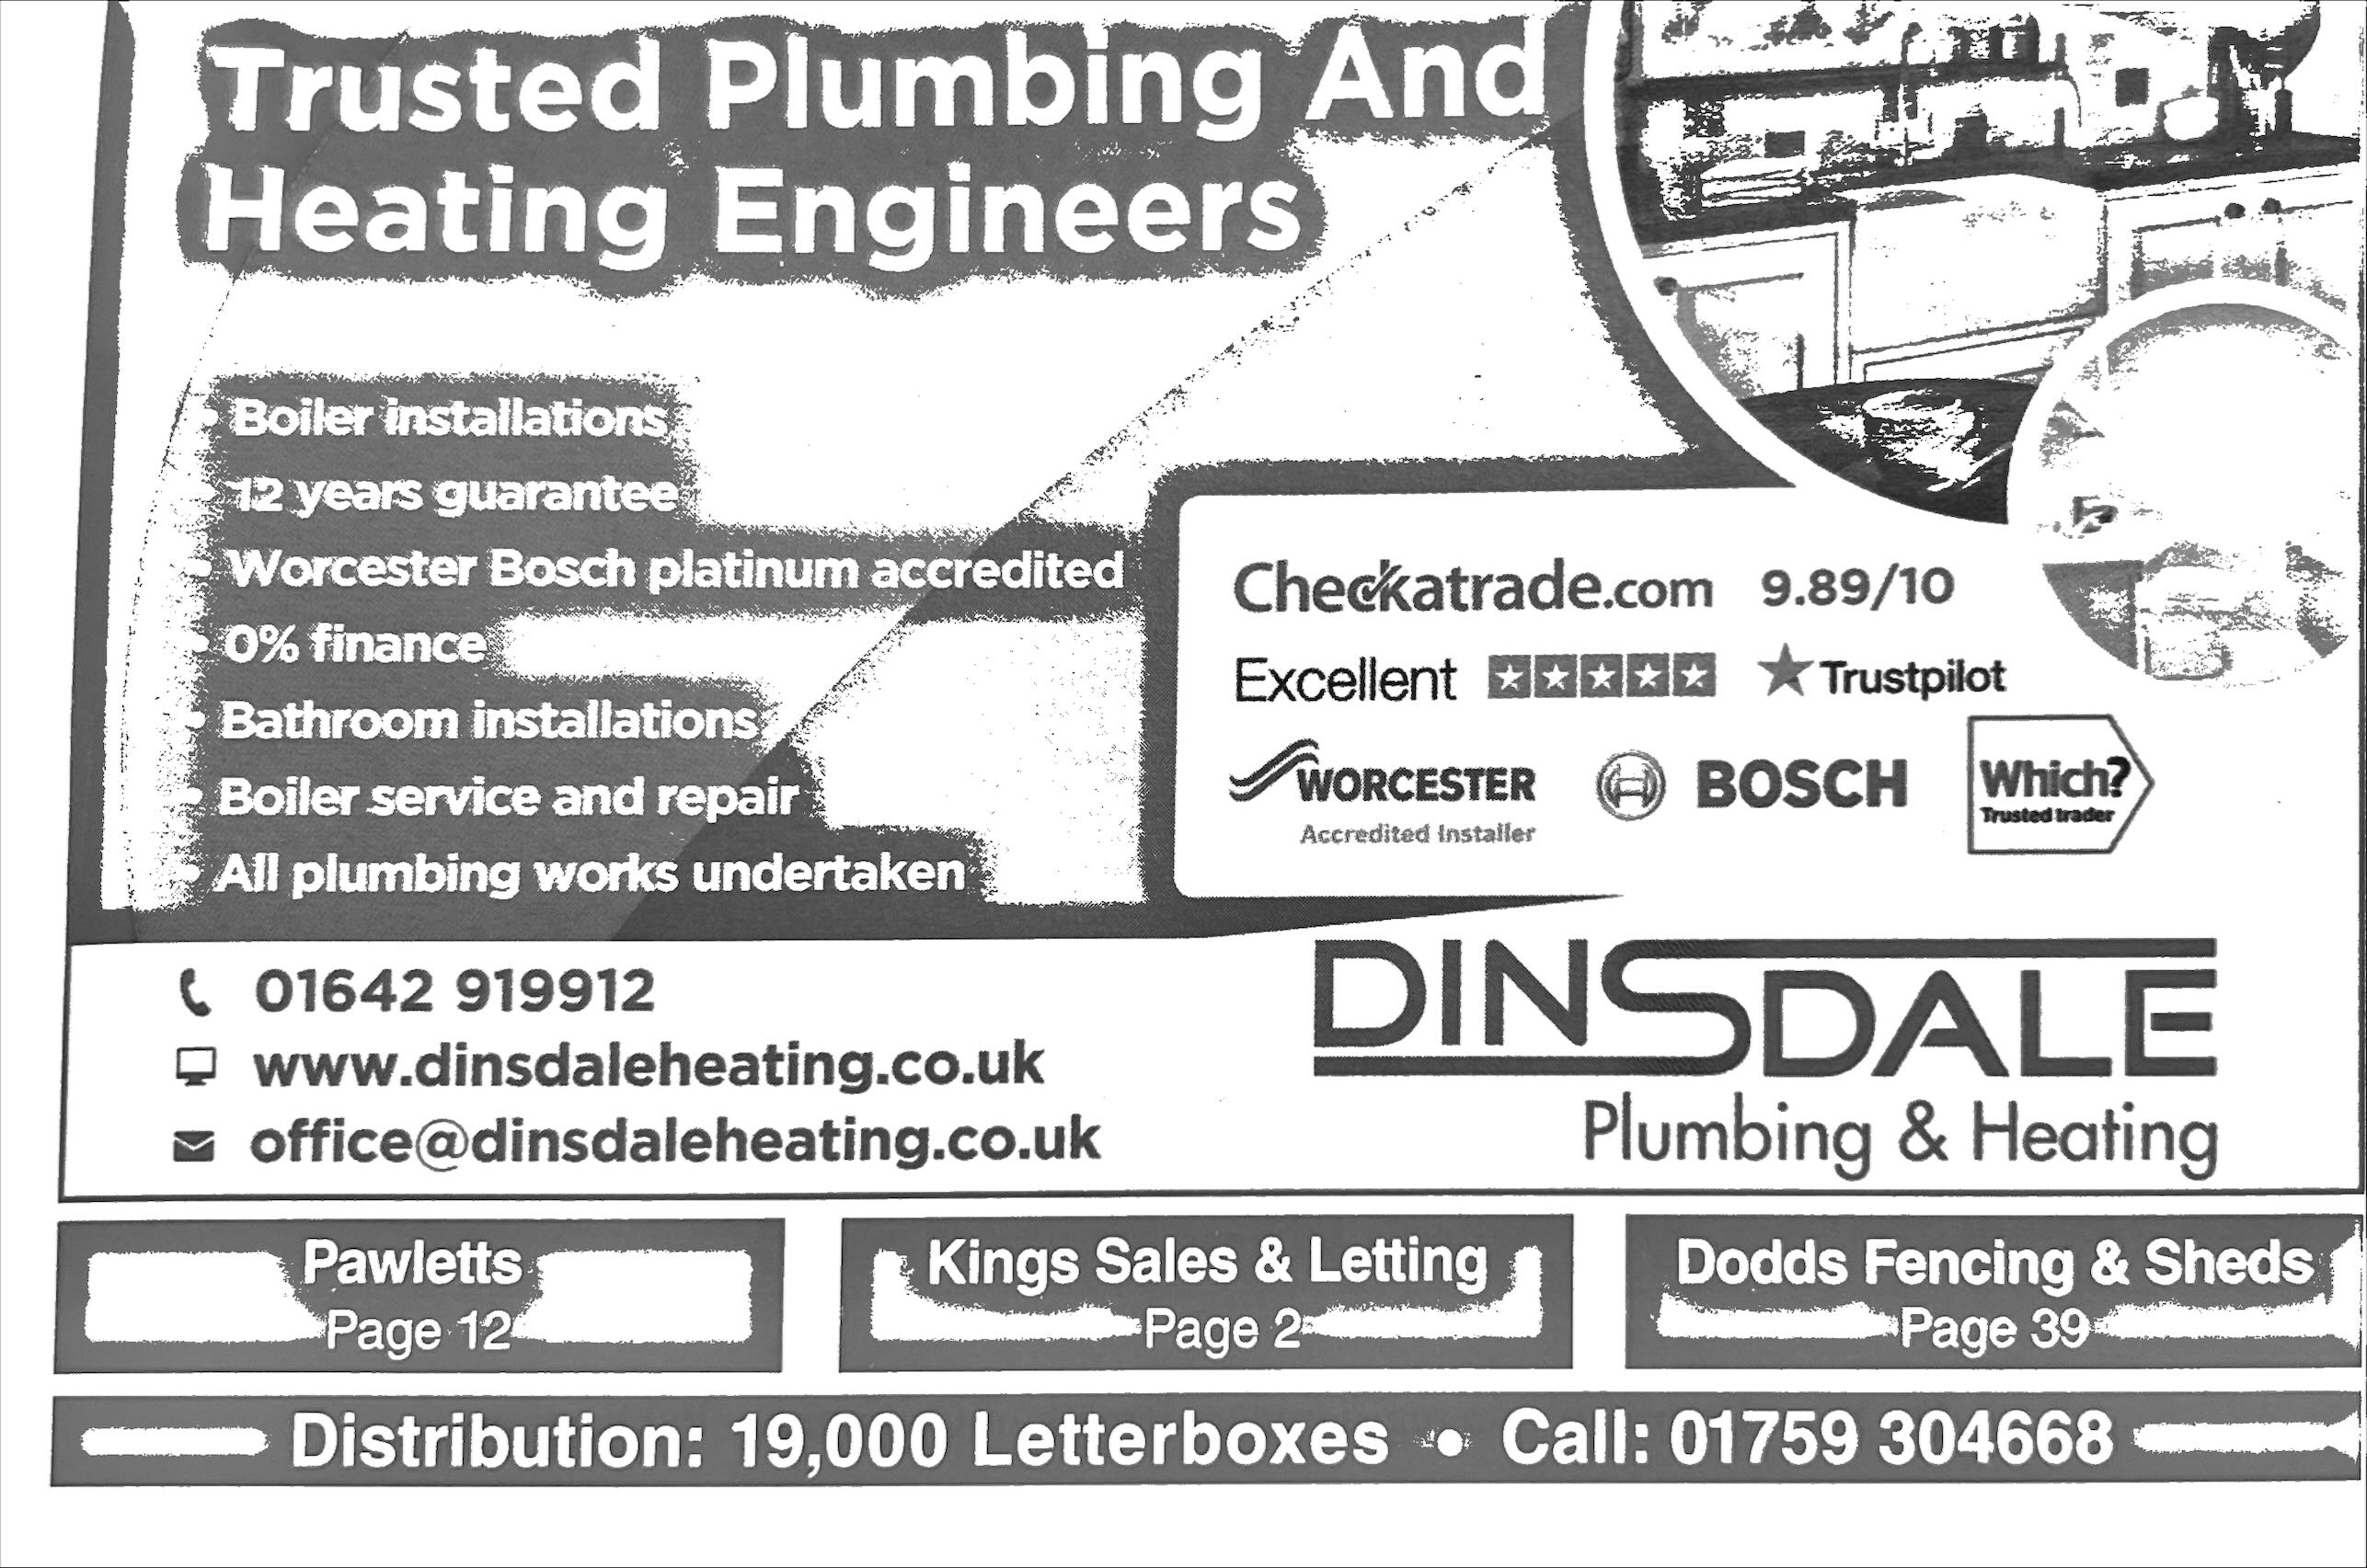 Trusted Plumbing And
Heating Engineers
• Boiler installations
• 12 years guarantee
• Worcester Bosch platinum accredited
• 0% finance
• Bathroom installations
• Boiler service and repair
• All plumbing works undertaken
Checkatrade.com 9.89/10
Excellent Trustpilot
WORCESTER
Accredited Installer
BOSCH
Which?
Trusted trader
01642 919912
www.dinsdaleheating.co.uk
office@dinsdaleheating.co.uk
DINSDALE
Plumbing & Heating
Pawletts
Page 12
Kings Sales & Letting
Page 2
Dodds Fencing & Sheds
Page 39
Distribution: 19,000 Letterboxes • Call: 01759 304668